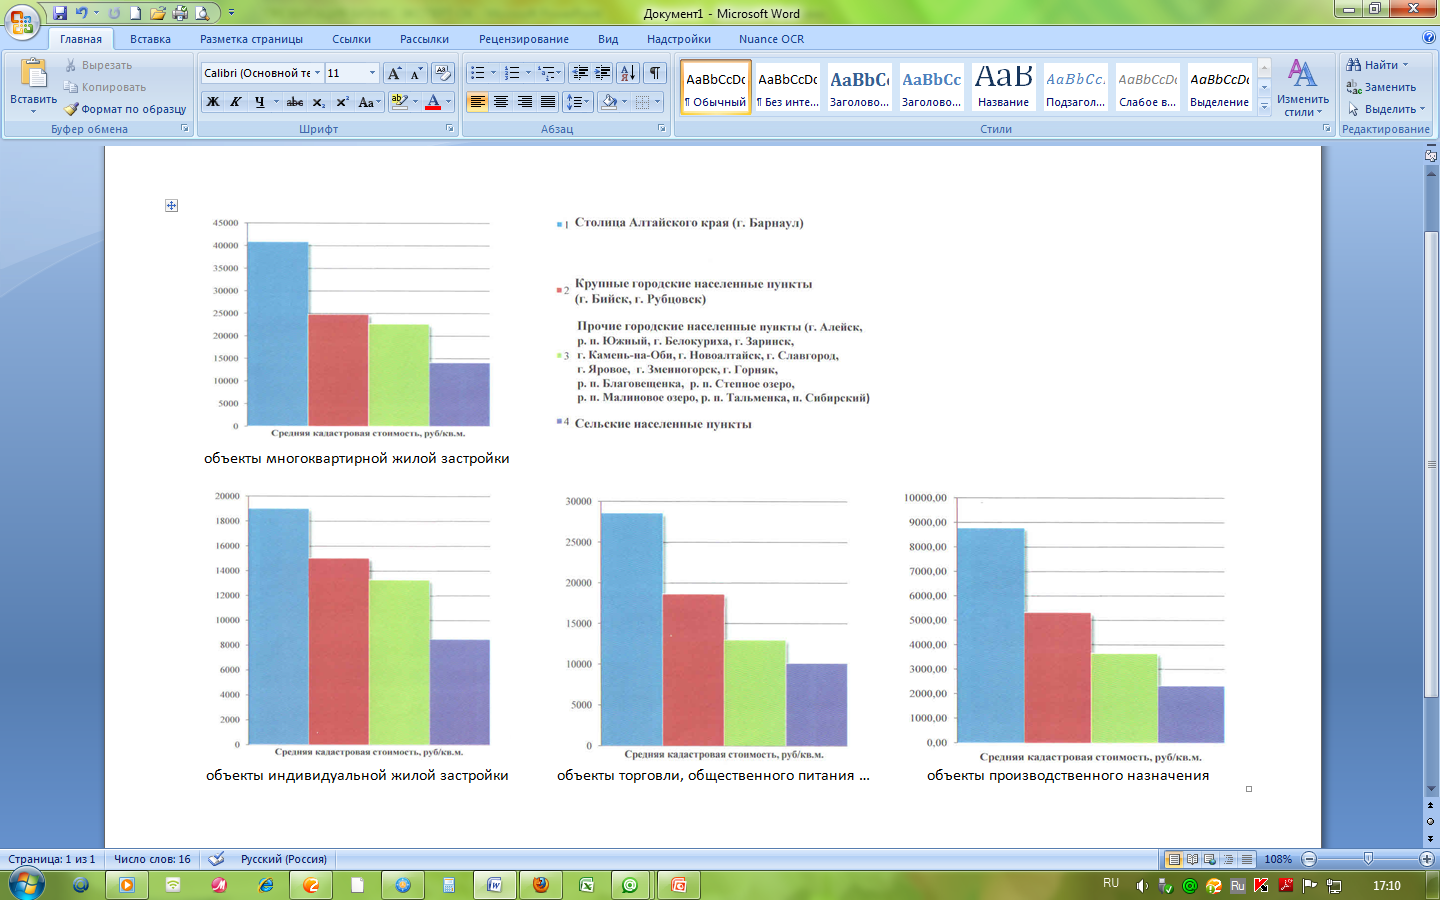 Документ1 - Microsoft Word
Главная Вставка Разметка страницы Ссылки Рассылки Рецензирование Вид Надстройки Nuance OCR
Вставить
Вырезать
Копировать
Формат по образцу
Буфер обмена
Calibri (Основной те 11
Ж К Ч abc x₂ x² Aa
Шрифт
Абзац
AaBbCcDc AaBbCcDc AaBbCc AaBbCc AaB AaBbCc. AaBbCcDc AaBbCcDc
¶ Обычный ¶ Без инте... Заголово... Заголово... Название Подзагол... Слабое в... Выделение
Стили
Изменить
стили
Найти
Заменить
Выделить
Редактирование
45000
40000
35000
30000
25000
20000
15000
10000
5000
0
Средняя кадастровая стоимость, руб/кв.м.
объекты многоквартирной жилой застройки
1 Столица Алтайского края (г. Барнаул)
2 Крупные городские населенные пункты
(г. Бийск, г. Рубцовск)
Прочие городские населенные пункты (г. Алейск,
р. п. Южный, г. Белокуриха, г. Заринск,
3 г. Камень-на-Оби, г. Новоалтайск, г. Славгород,
г. Яровое, г. Змеиногорск, г. Горняк,
р. п. Благовещенка, р. п. Степное озеро,
р. п. Малиновое озеро, р. п. Тальменка, п. Сибирский)
4 Сельские населенные пункты
20000
18000
16000
14000
12000
10000
8000
6000
4000
2000
0
Средняя кадастровая стоимость, руб/кв.м.
объекты индивидуальной жилой застройки
30000
25000
20000
15000
10000
5000
0
Средняя кадастровая стоимость, руб/кв.м.
объекты торговли, общественного питания ...
10000,00
9000,00
8000,00
7000,00
6000,00
5000,00
4000,00
3000,00
2000,00
1000,00
0,00
Средняя кадастровая стоимость, руб/кв.м.
объекты производственного назначения
Страница: 1 из 1 Число слов: 16 Русский (Россия) 108%
RU Ru 17:10